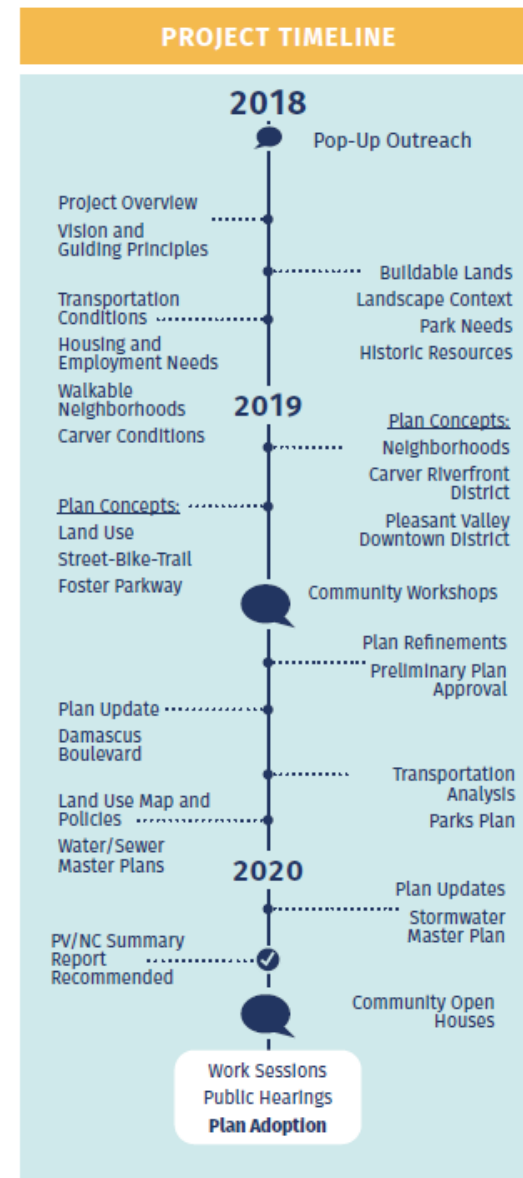 PROJECT TIMELINE
2018
Pop-Up Outreach
Project Overview
Vision and
Guiding Principles
Buildable Lands
Landscape Context
Park Needs
Historic Resources
Transportation
Conditions
Housing and
Employment Needs
Walkable
Neighborhoods
Carver Conditions
2019
Plan Concepts:
Neighborhoods
Carver Riverfront
District
Pleasant Valley
Downtown District
Plan Concepts:
Land Use
Street-Bike-Trail
Foster Parkway
Community Workshops
Plan Refinements
Preliminary Plan
Approval
Plan Update
Damascus
Boulevard
Transportation
Analysis
Parks Plan
Land Use Map and
Policies
Water/Sewer
Master Plans
2020
Plan Updates
Stormwater
Master Plan
PV/NC Summary
Report
Recommended
Community Open
Houses
Work Sessions
Public Hearings
Plan Adoption